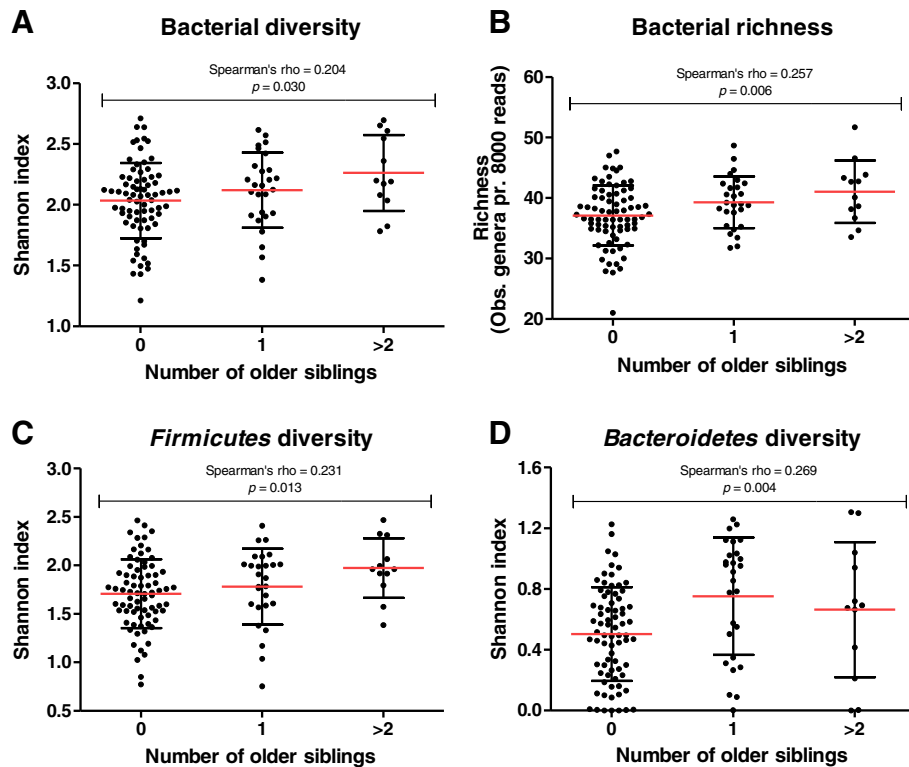 A
Bacterial diversity
Spearman's rho = 0.204
p = 0.030
Shannon index
3.0
2.5
2.0
1.5
1.0
0
1
>2
Number of older siblings
B
Bacterial richness
Spearman's rho = 0.257
p = 0.006
Richness
(Obs. genera pr. 8000 reads)
60
50
40
30
20
0
1
>2
Number of older siblings
C
Firmicutes diversity
Spearman's rho = 0.231
p = 0.013
Shannon index
3.0
2.5
2.0
1.5
1.0
0.5
0
1
>2
Number of older siblings
D
Bacteroidetes diversity
Spearman's rho = 0.269
p = 0.004
Shannon index
1.6
1.2
0.8
0.4
0.0
0
1
>2
Number of older siblings